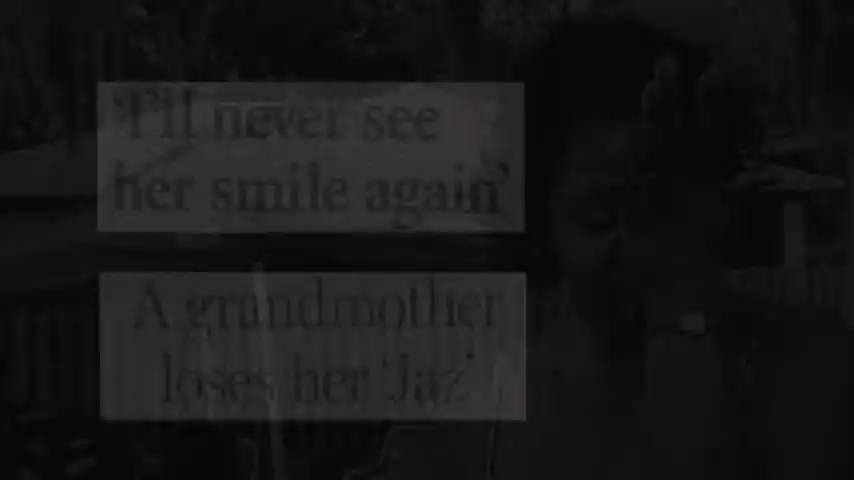 ‘I’ll never see
her smile again’
A grandmother
loses her ‘Jaz’